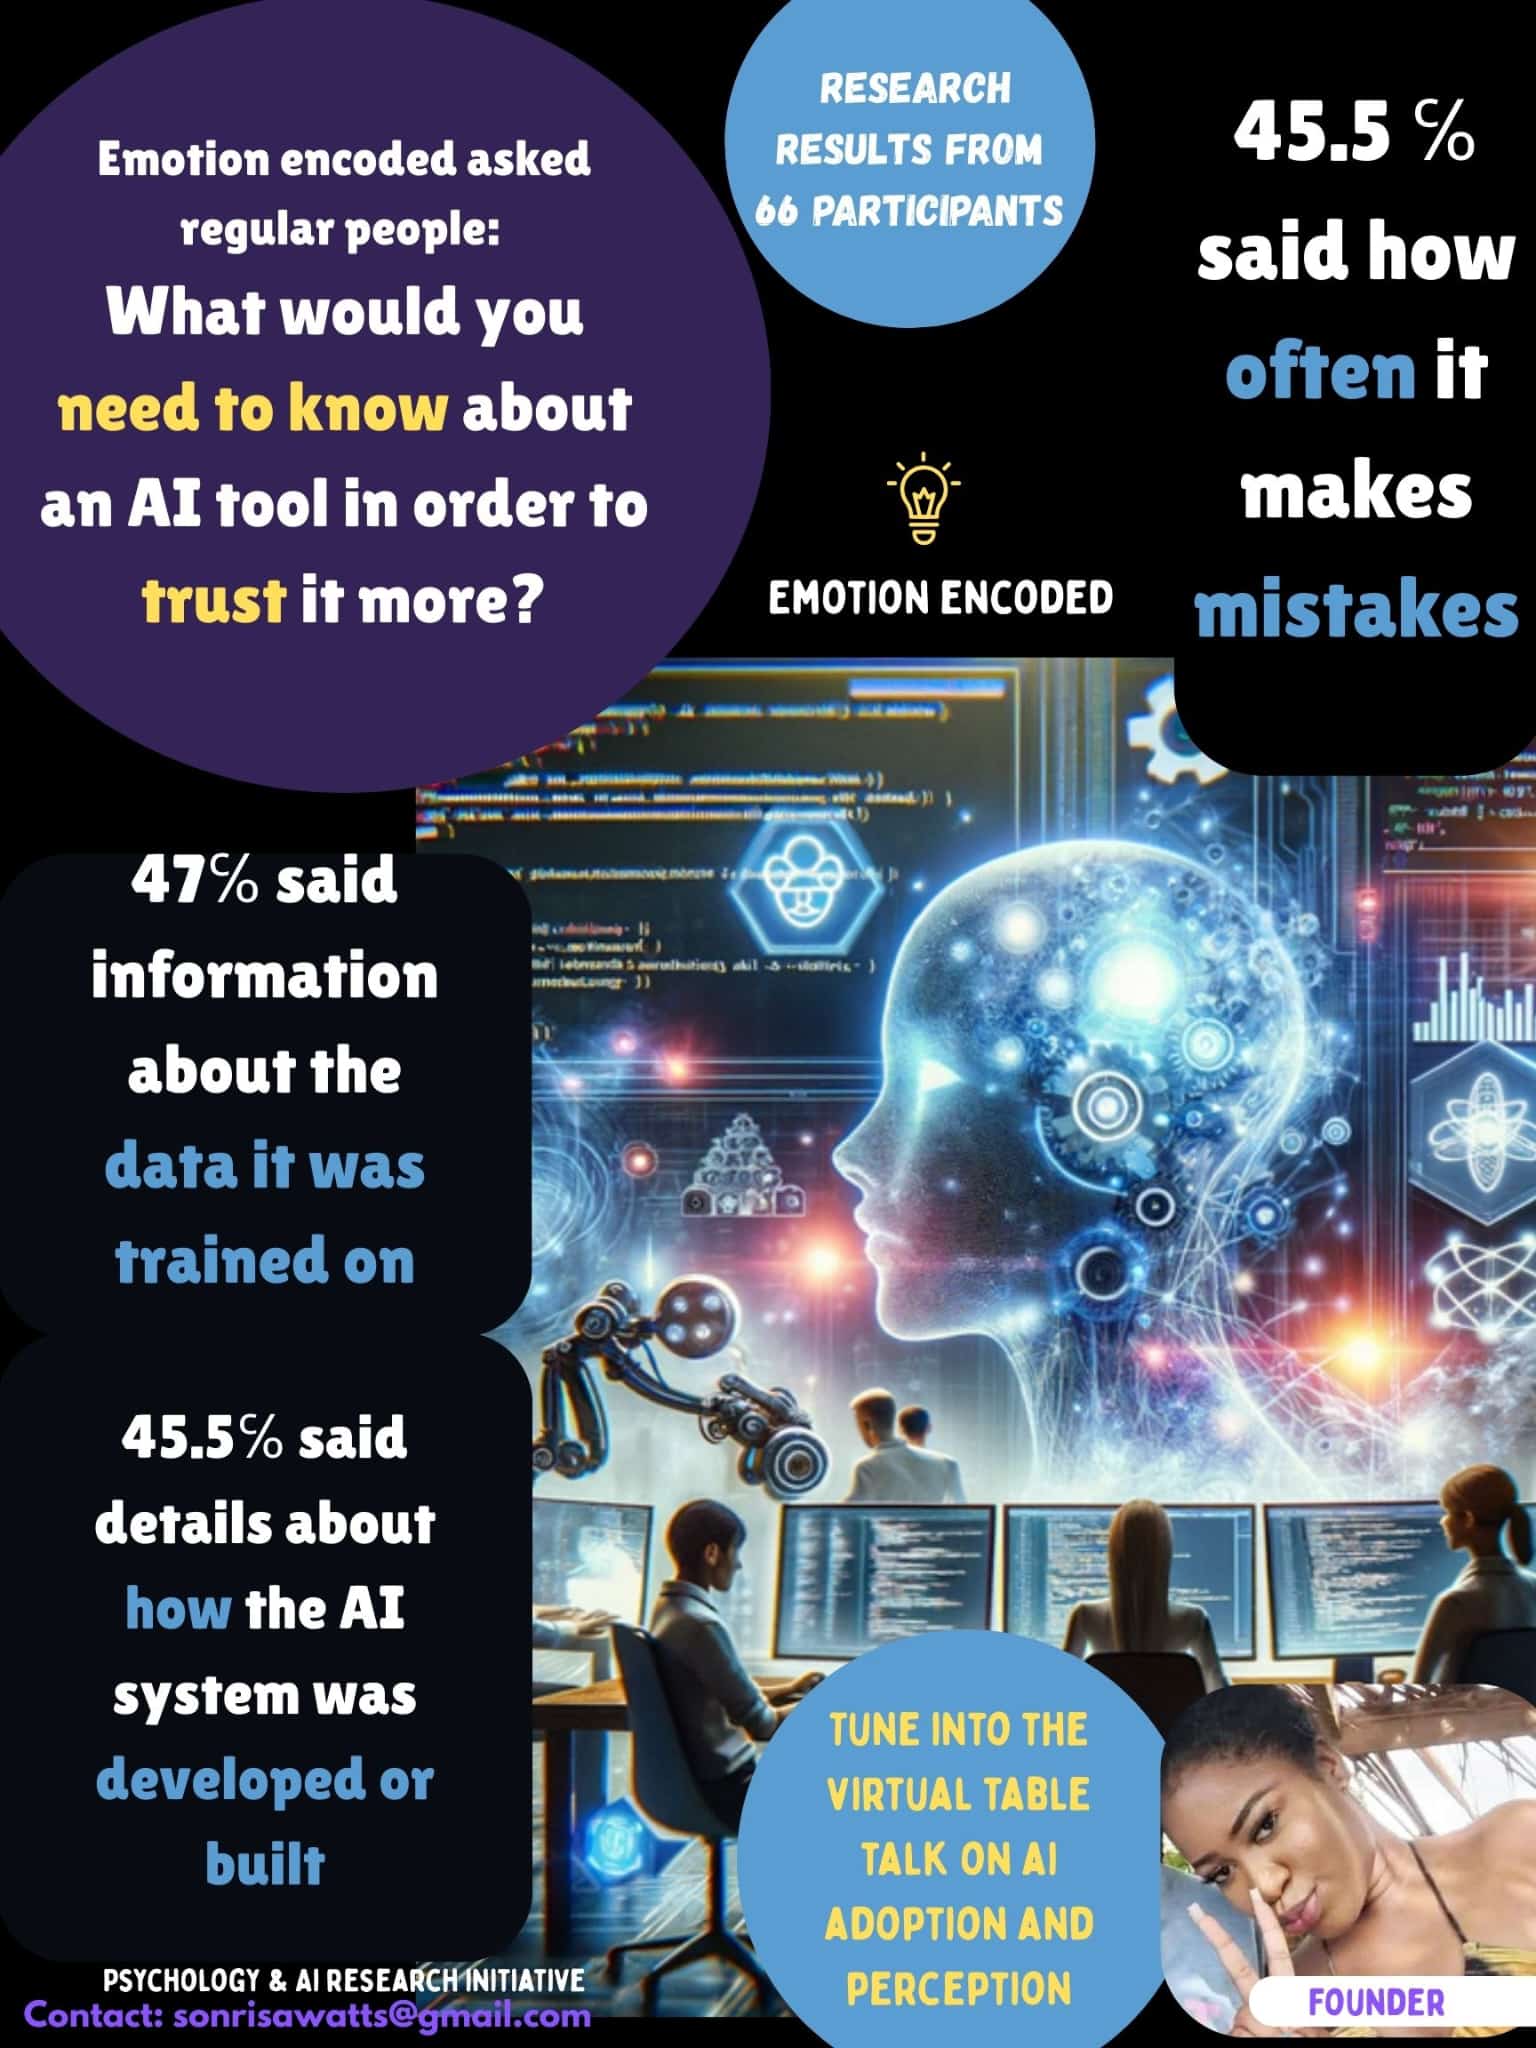 Emotion encoded asked
regular people:
What would you
need to know about
an AI tool in order to
trust it more?
RESEARCH
RESULTS FROM
66 PARTICIPANTS
45.5 ℅
said how
often it
makes
mistakes
EMOTION ENCODED
47℅ said
information
about the
data it was
trained on
45.5℅ said
details about
how the AI
system was
developed or
built
TUNE INTO THE
VIRTUAL TABLE
TALK ON AI
ADOPTION AND
PERCEPTION
FOUNDER
PSYCHOLOGY & AI RESEARCH INITIATIVE
Contact: sonrisawatts@gmail.com